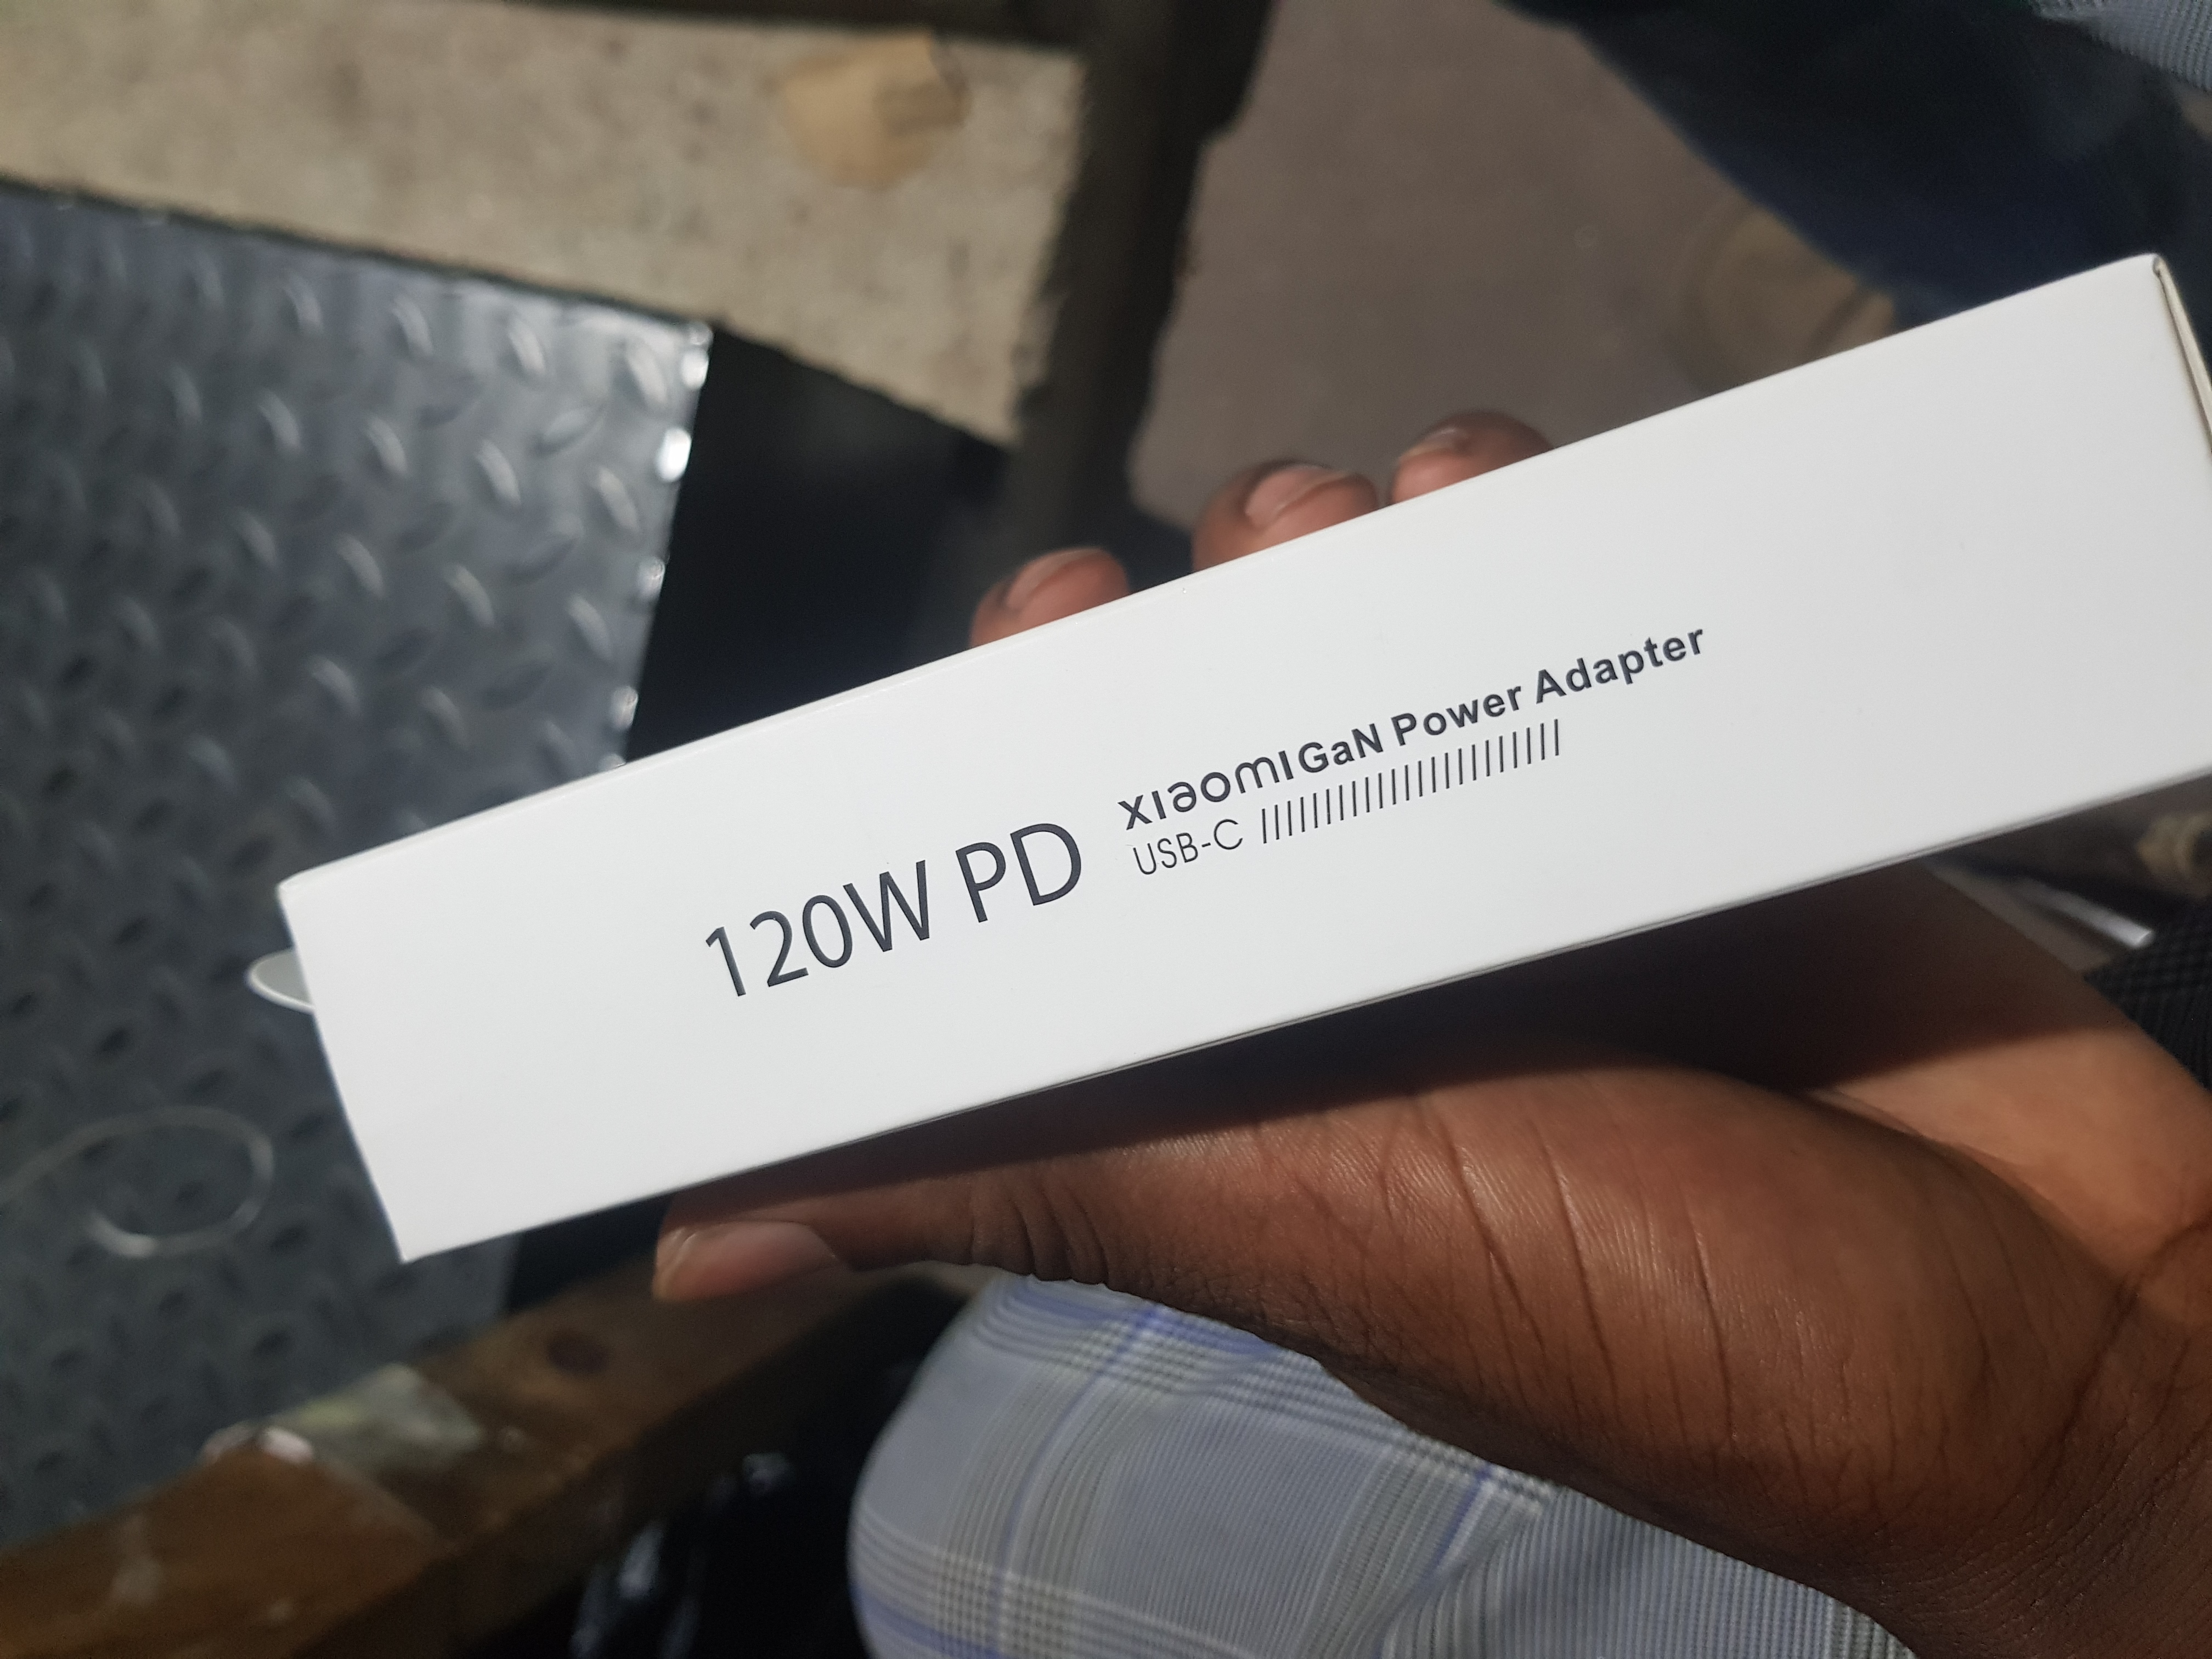 120W PD
xiaomi GaN Power Adapter
USB-C ////////////////////////